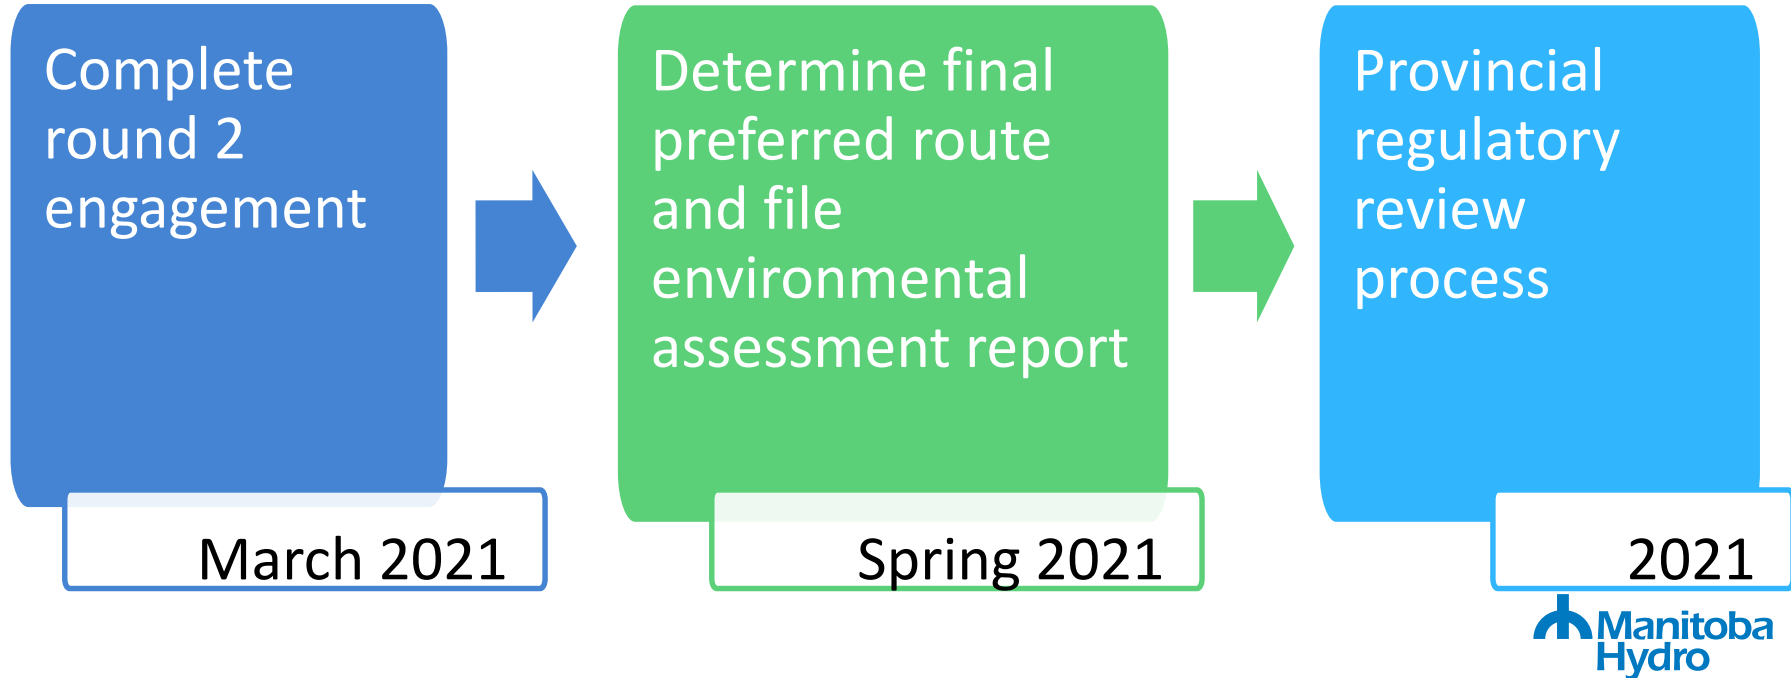 Complete
round 2
engagement
March 2021
Determine final
preferred route
and file
environmental
assessment report
Spring 2021
Provincial
regulatory
review
process
2021
Manitoba
Hydro